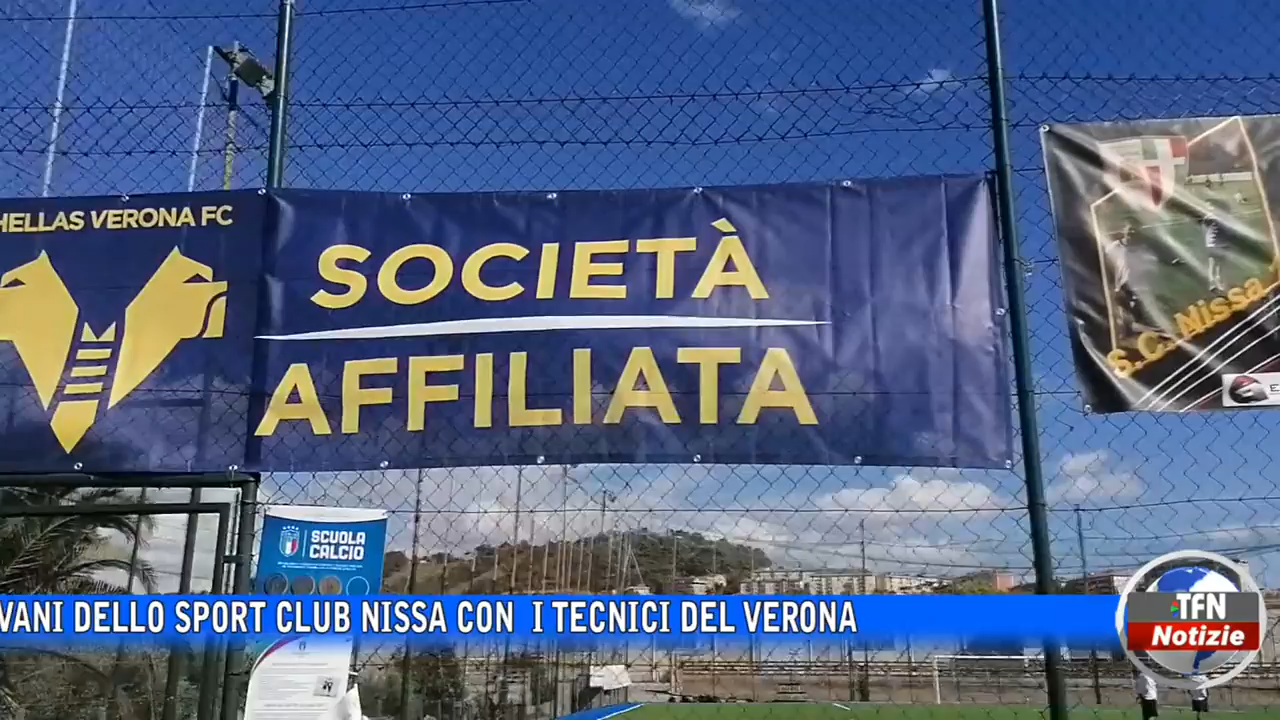 HELLAS VERONA FC
SOCIETÀ
AFFILIATA
S.C. Nissa
SCUOLA
CALCIO
VANI DELLO SPORT CLUB NISSA CON I TECNICI DEL VERONA
TFN
Notizie